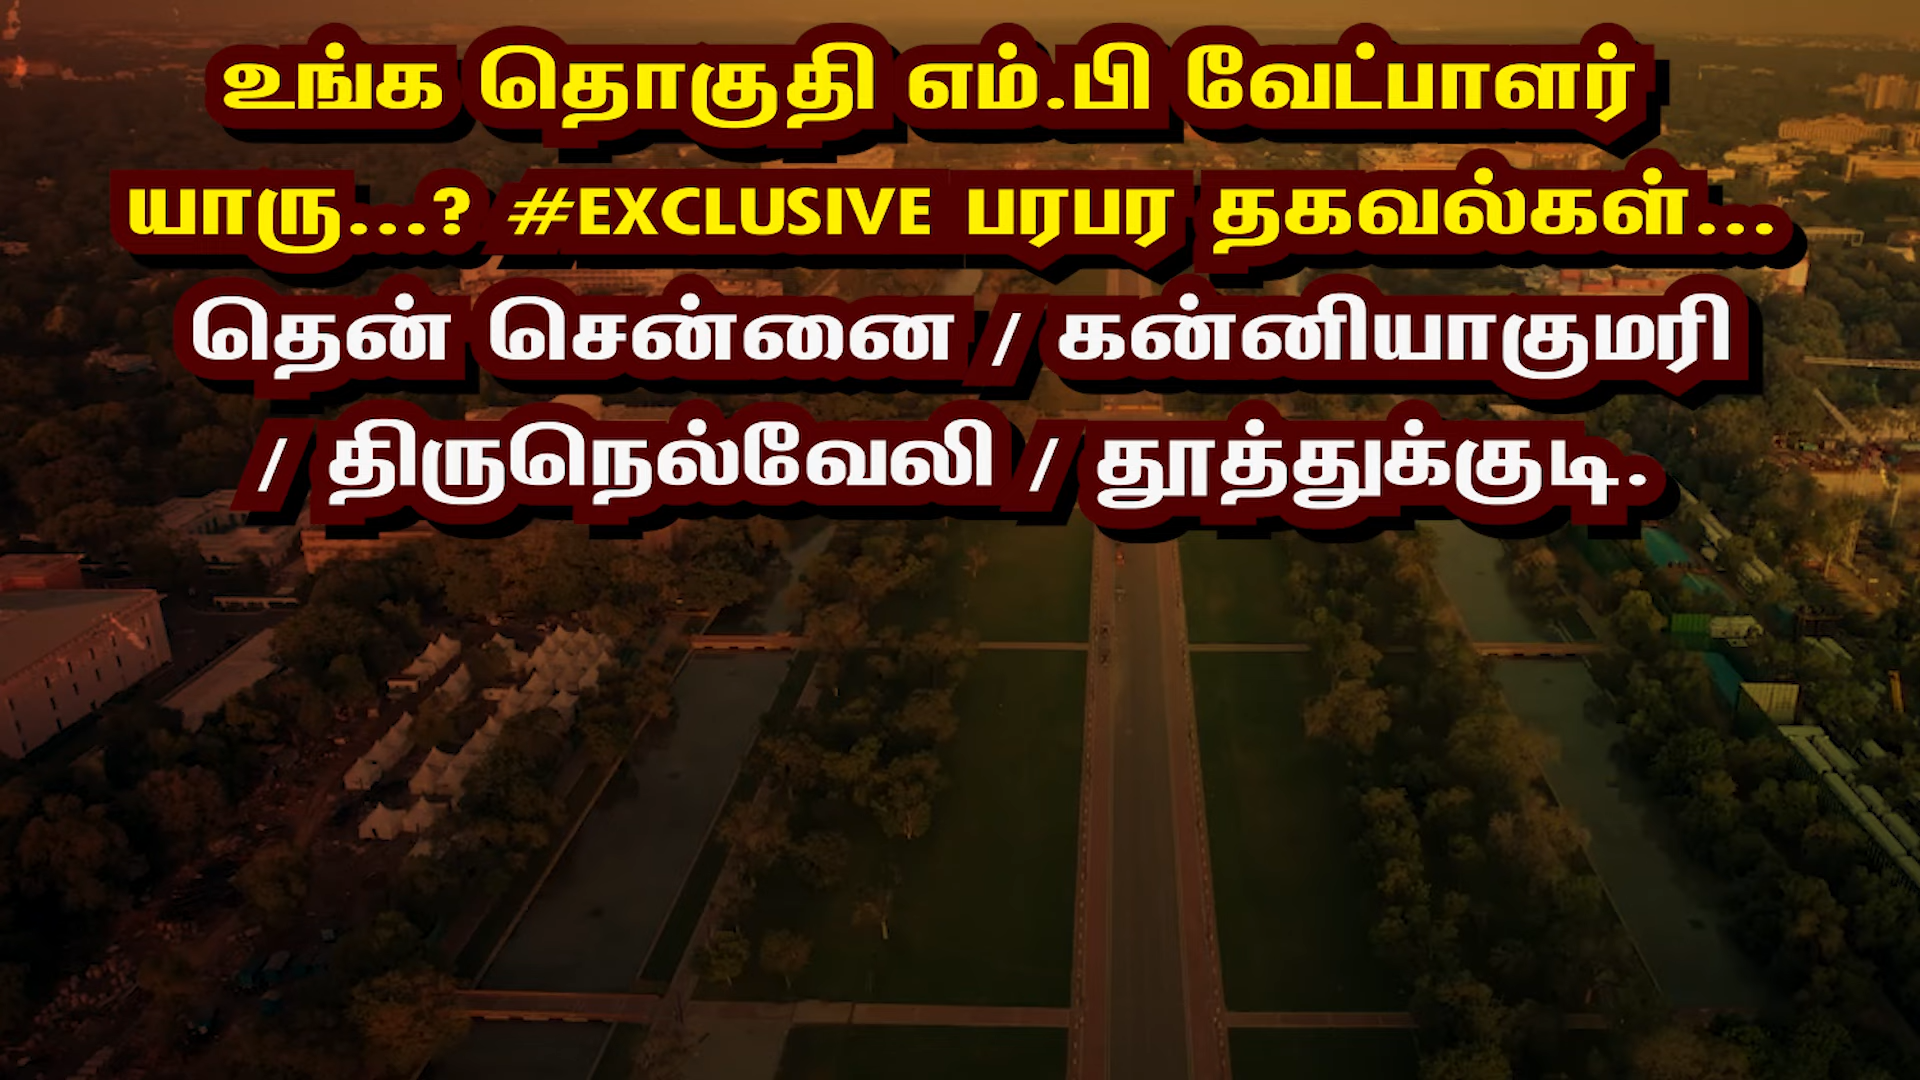 உங்க தொகுதி எம்.பி வேட்பாளர்
யாரு...? #EXCLUSIVE பரபர தகவல்கள்...
தென் சென்னை / கன்னியாகுமரி
/ திருநெல்வேலி / தூத்துக்குடி.